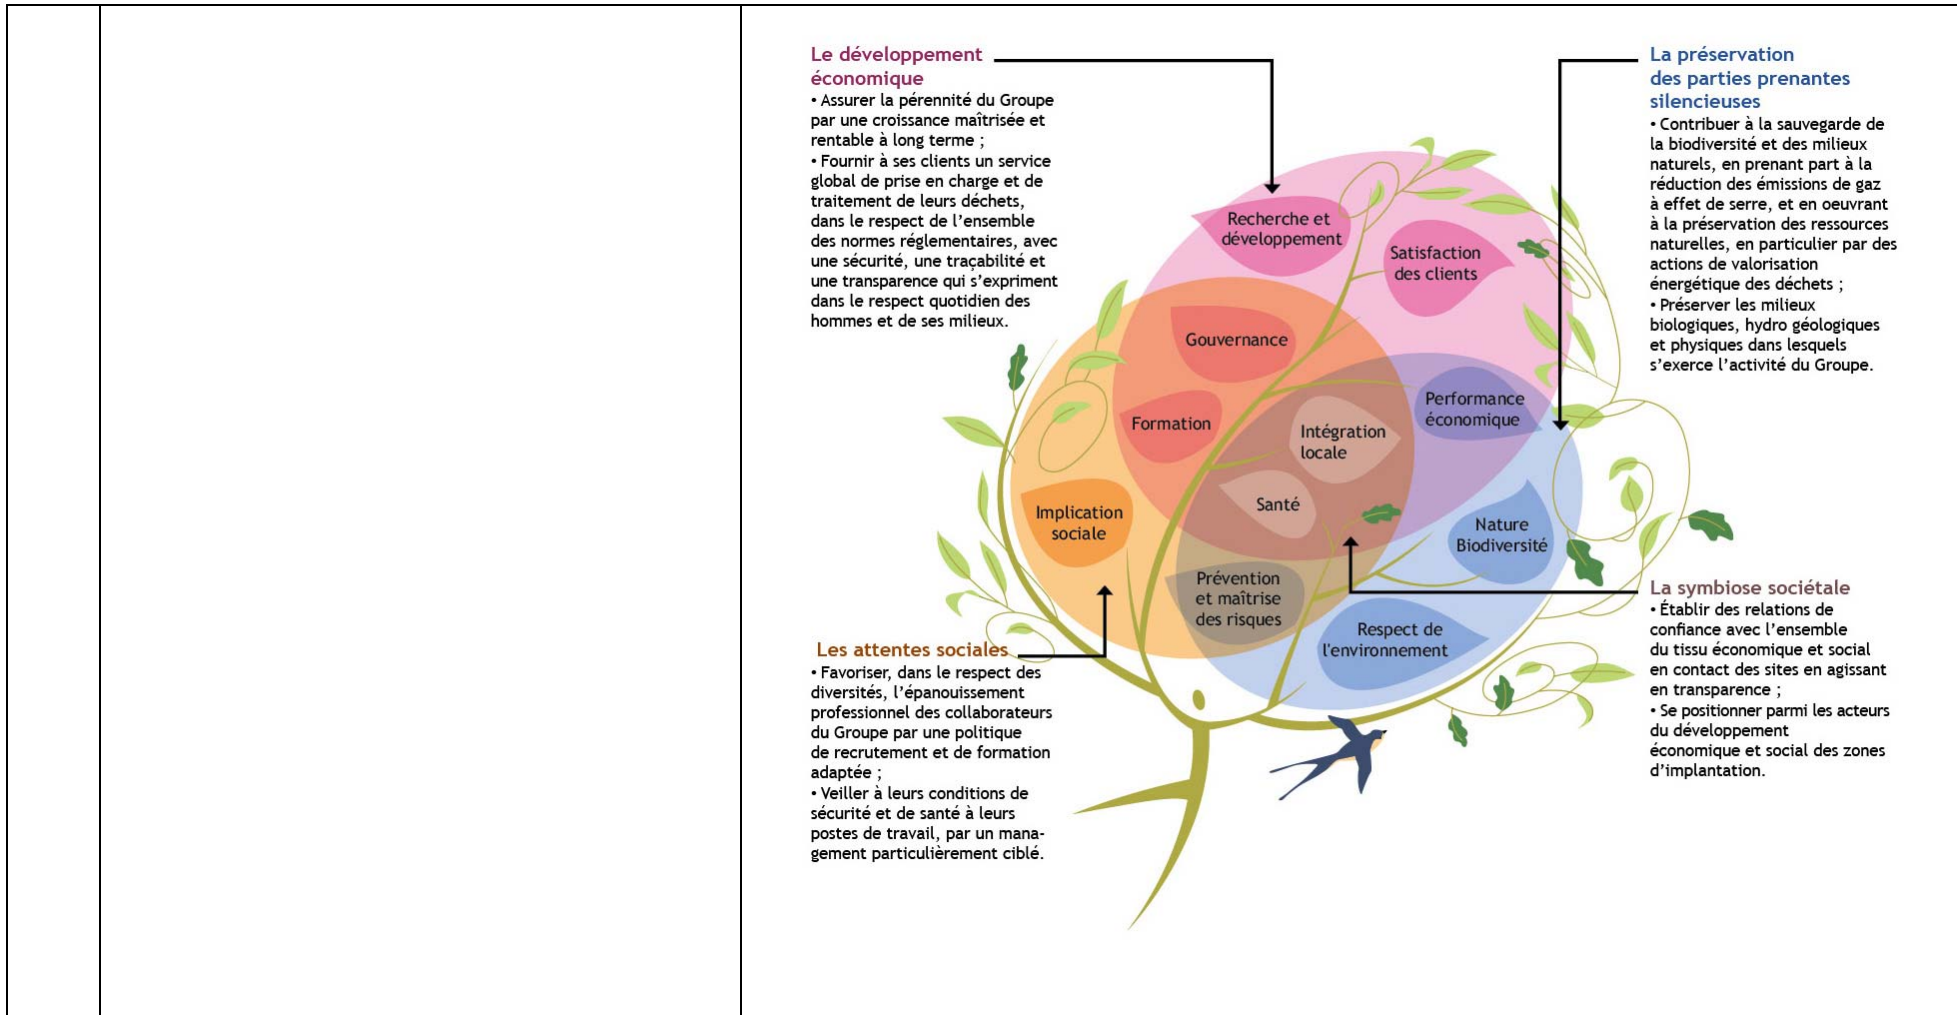 Le développement
économique
• Assurer la pérennité du Groupe
par une croissance maîtrisée et
rentable à long terme ;
• Fournir à ses clients un service
global de prise en charge et de
traitement de leurs déchets,
dans le respect de l’ensemble
des normes réglementaires, avec
une sécurité, une traçabilité et
une transparence qui s’expriment
dans le respect quotidien des
hommes et de ses milieux.
La préservation
des parties prenantes
silencieuses
• Contribuer à la sauvegarde de
la biodiversité et des milieux
naturels, en prenant part à la
réduction des émissions de gaz
à effet de serre, et en oeuvrant
à la préservation des ressources
naturelles, en particulier par des
actions de valorisation
énergétique des déchets ;
• Préserver les milieux
biologiques, hydro géologiques
et physiques dans lesquels
s’exerce l’activité du Groupe.
Recherche et
développement
Satisfaction
des clients
Gouvernance
Formation
Intégration
locale
Performance
économique
Santé
Implication
sociale
Nature
Biodiversité
Prévention
et maîtrise
des risques
Respect de
l'environnement
Les attentes sociales
• Favoriser, dans le respect des
diversités, l’épanouissement
professionnel des collaborateurs
du Groupe par une politique
de recrutement et de formation
adaptée ;
• Veiller à leurs conditions de
sécurité et de santé à leurs
postes de travail, par un mana-
gement particulièrement ciblé.
La symbiose sociétale
• Établir des relations de
confiance avec l’ensemble
du tissu économique et social
en contact des sites en agissant
en transparence ;
• Se positionner parmi les acteurs
du développement
économique et social des zones
d’implantation.